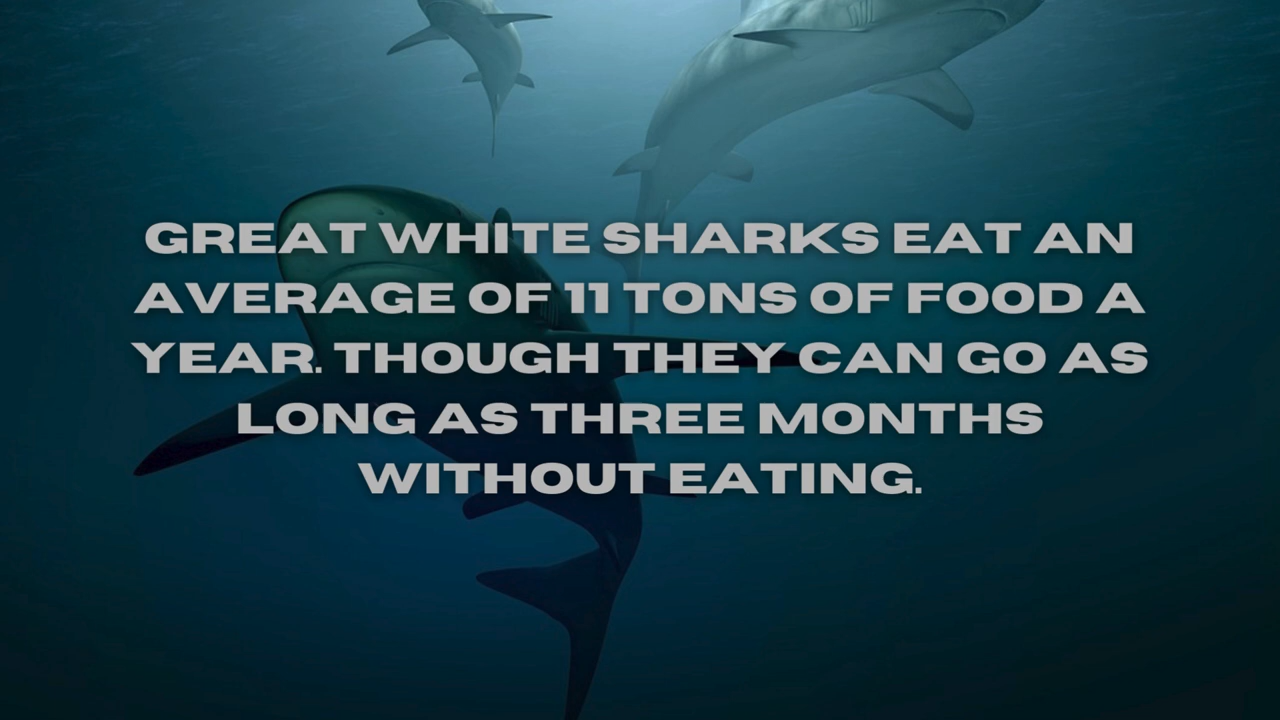 GREAT WHITE SHARKS EAT AN
AVERAGE OF 11 TONS OF FOOD A
YEAR. THOUGH THEY CAN GO AS
LONG AS THREE MONTHS
WITHOUT EATING.